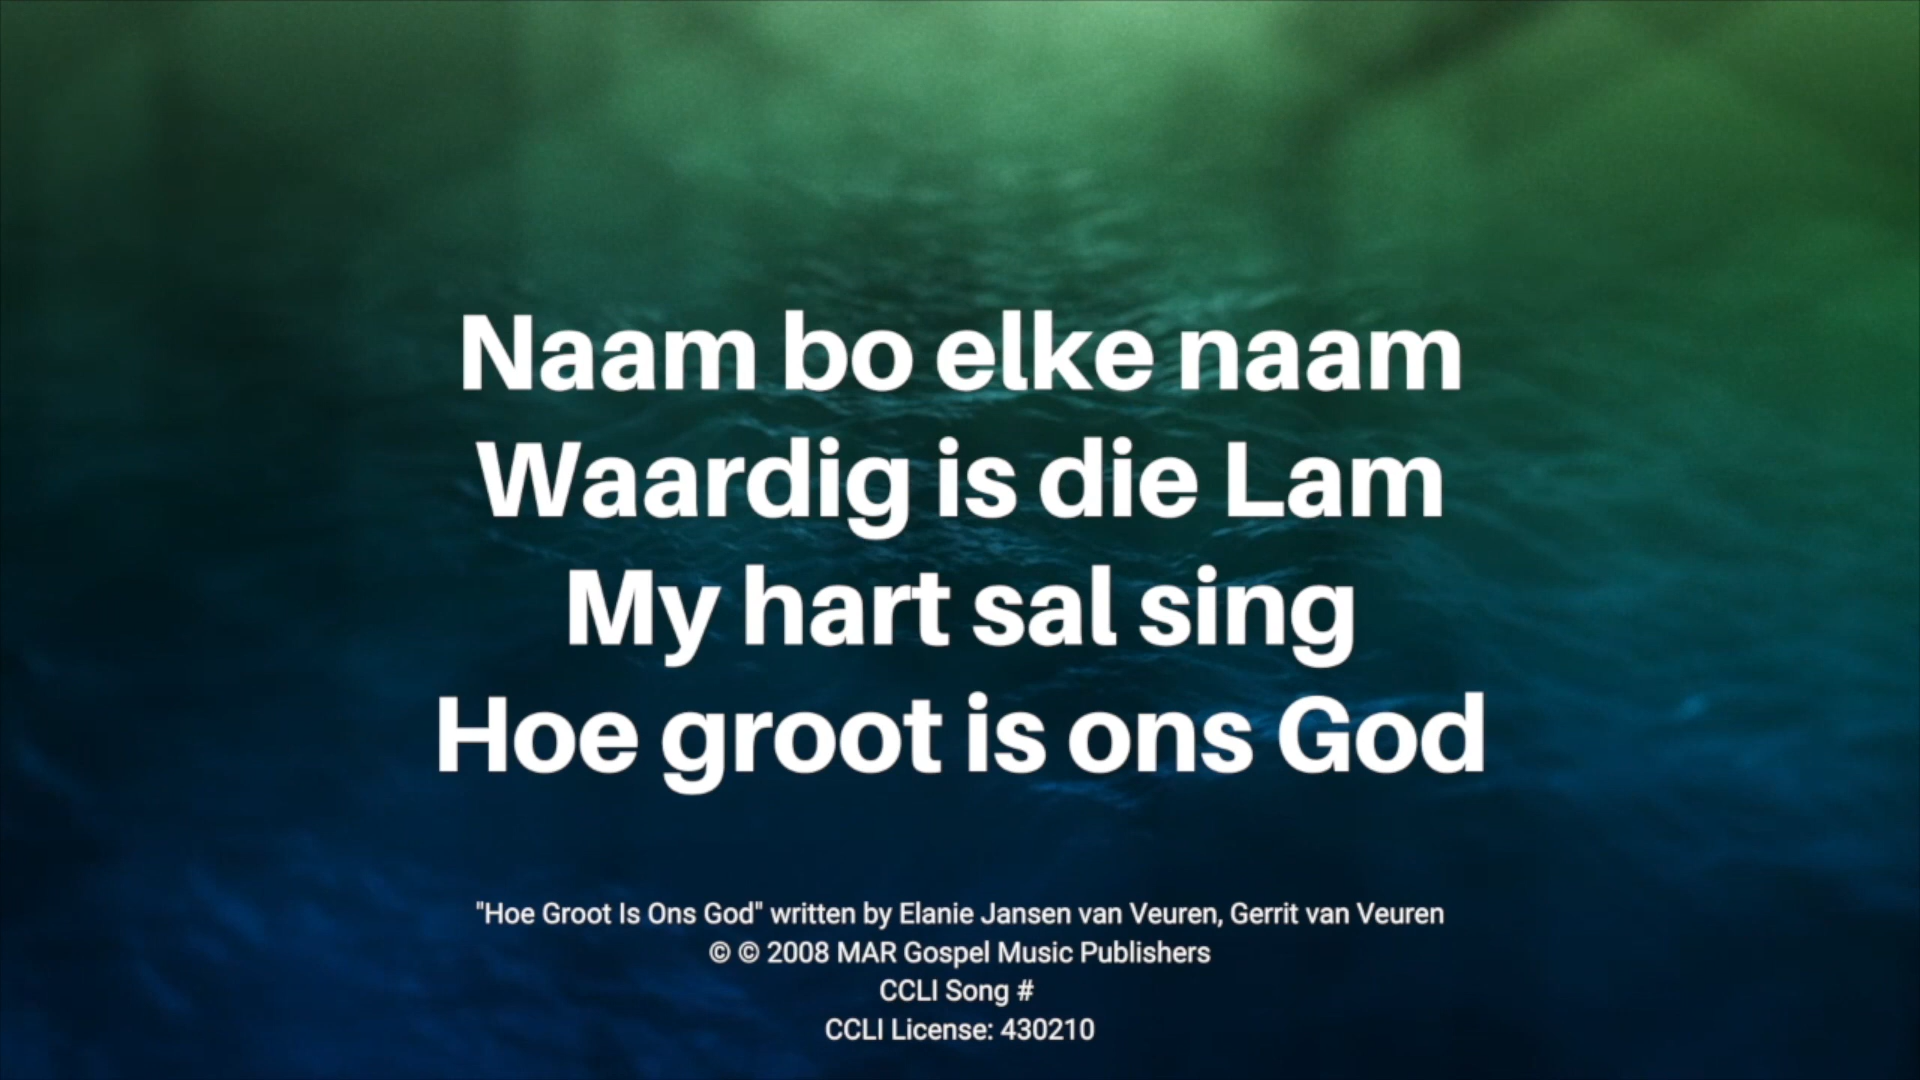 Naam bo elke naam
Waardig is die Lam
My hart sal sing
Hoe groot is ons God
"Hoe Groot Is Ons God" written by Elanie Jansen van Veuren, Gerrit van Veuren
© © 2008 MAR Gospel Music Publishers
CCLI Song #
CCLI License: 430210